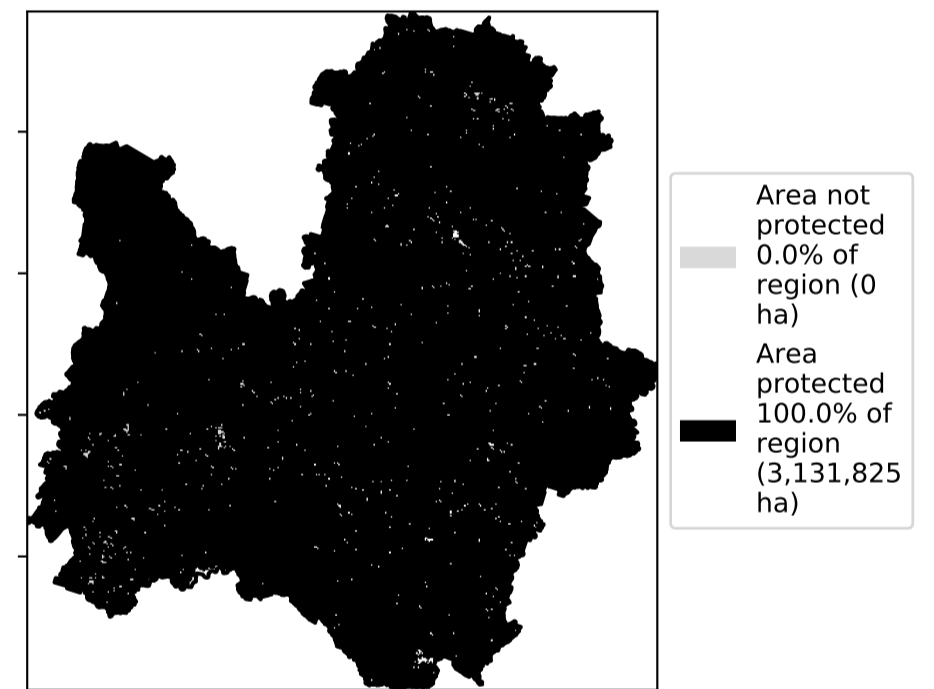 Area not
protected
0.0% of
region (0
ha)
Area
protected
100.0% of
region
(3,131,825
ha)